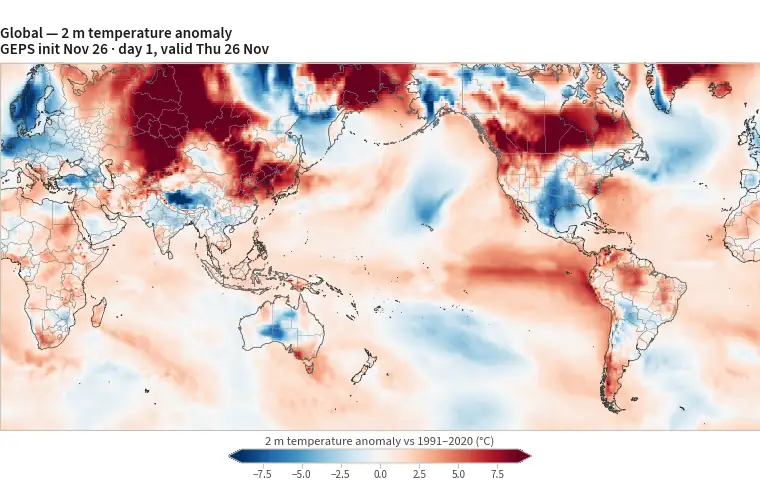 Global — 2 m temperature anomaly
GEPS init Nov 26 · day 1, valid Thu 26 Nov
2 m temperature anomaly vs 1991–2020 (°C)
−7.5 −5.0 −2.5 0.0 2.5 5.0 7.5